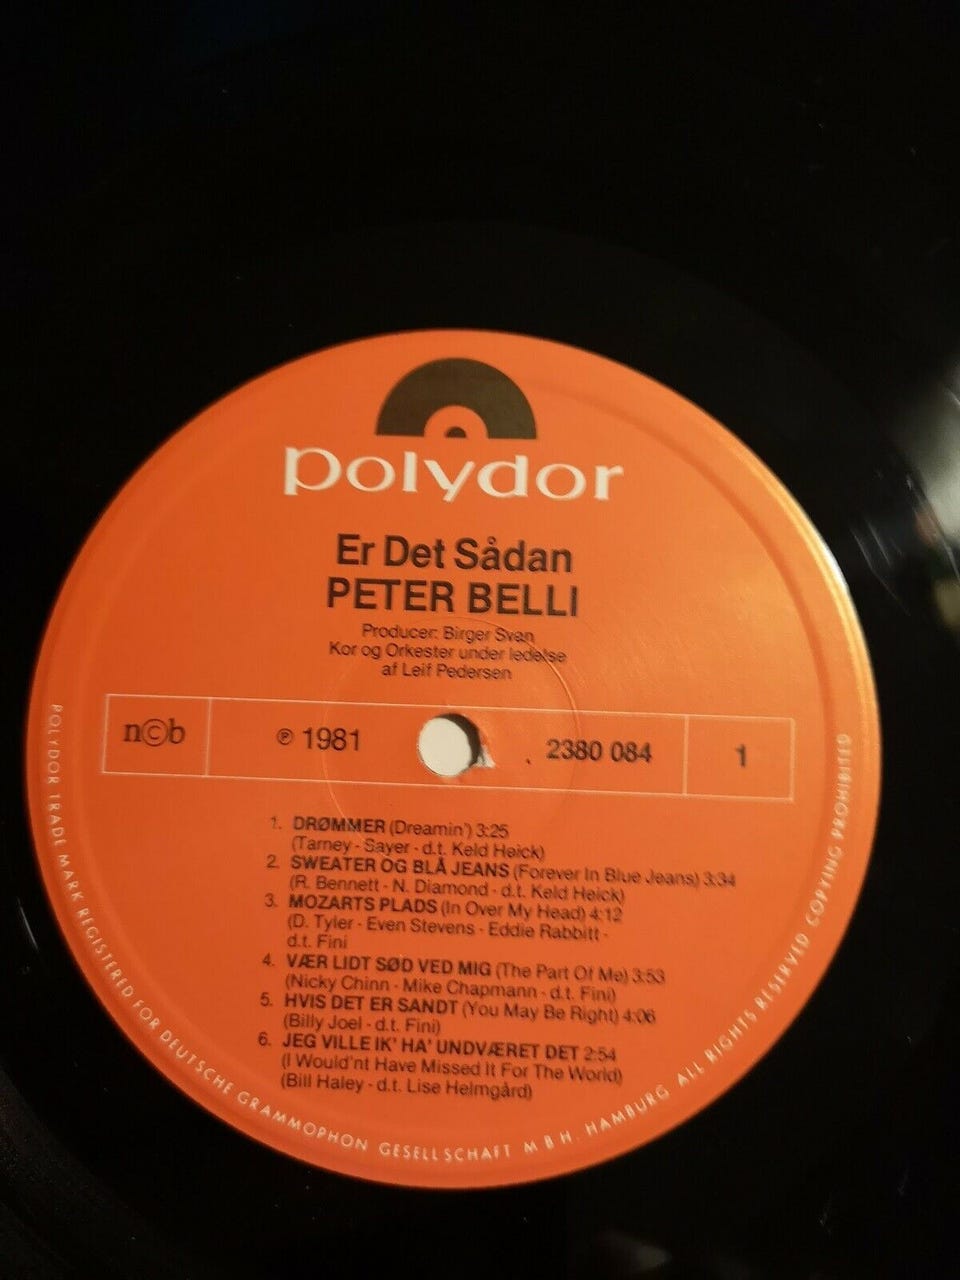 polydor
Er Det Sådan
PETER BELLI
Producer: Birger Svan
Kor og Orkester under ledelse
af Leif Pedersen
n©b
℗ 1981
2380 084
1
1. DRØMMER (Dreamin') 3:25
(Tarney - Sayer - d.t. Keld Heick)
2. SWEATER OG BLÅ JEANS (Forever In Blue Jeans) 3:34
(R. Bennett - N. Diamond - d.t. Keld Heick)
3. MOZARTS PLADS (In Over My Head) 4:12
(D. Tyler - Even Stevens - Eddie Rabbitt -
d.t. Fini
4. VÆR LIDT SØD VED MIG (The Part Of Me) 3:53
(Nicky Chinn - Mike Chapmann - d.t. Fini)
5. HVIS DET ER SANDT (You May Be Right) 4:06
(Billy Joel - d.t. Fini)
6. JEG VILLE IK' HA' UNDVÆRET DET 2:54
(I Would'nt Have Missed It For The World)
(Bill Haley - d.t. Lise Helmgård)
POLYDOR TRADE MARK REGISTERED FOR DEUTSCHE GRAMMOPHON GESELLSCHAFT M B H. HAMBURG ALL RIGHTS RESERVED COPYING PROHIBITED